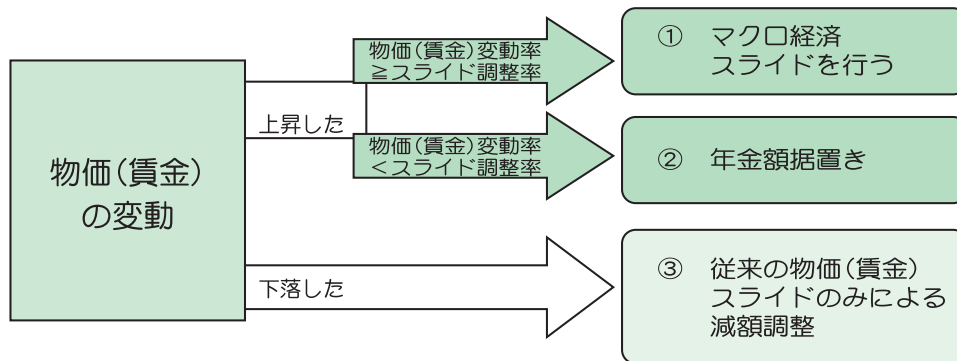 物価(賃金)
の変動
上昇した
物価(賃金)変動率
≧スライド調整率
① マクロ経済
スライドを行う
物価(賃金)変動率
<スライド調整率
② 年金額据置き
下落した
③ 従来の物価(賃金)
スライドのみによる
減額調整